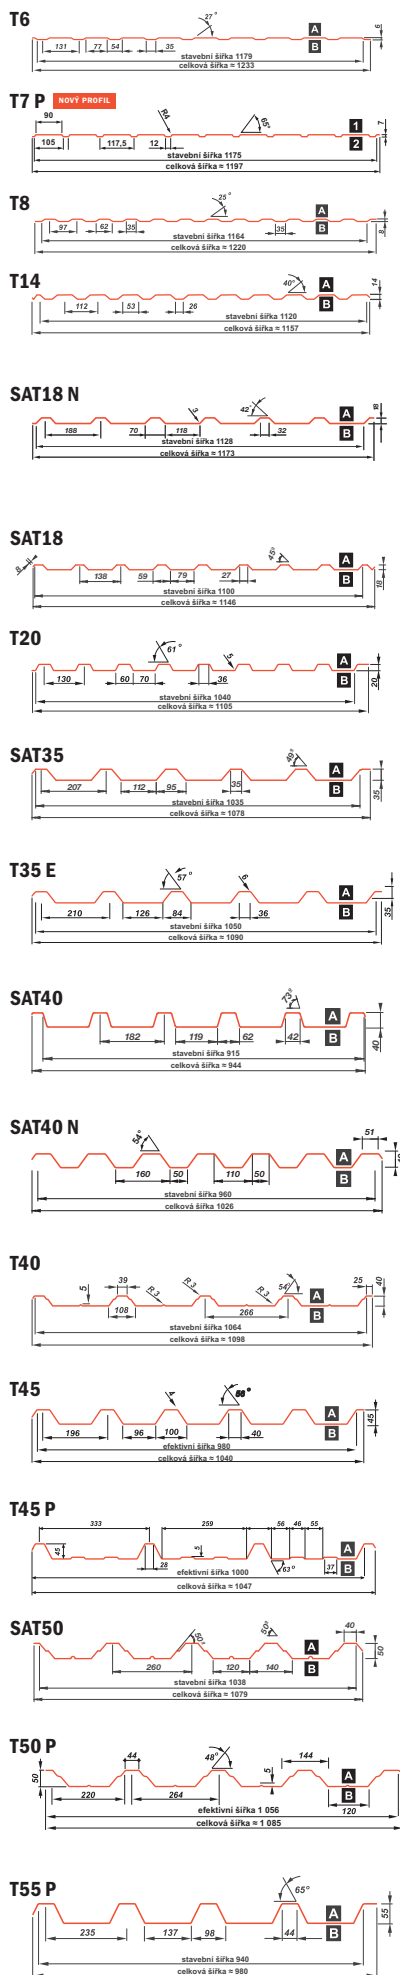 T6
27°
A
6
B
131
77
54
35
stavební šířka 1179
celková šířka ≈ 1233
T7 P NOVÝ PROFIL
90
R4
65°
1
7
105
117,5
12
2
stavební šířka 1175
celková šířka ≈ 1197
T8
25°
A
97
62
35
35
B
8
stavební šířka 1164
celková šířka ≈ 1220
T14
40°
A
14
112
53
26
B
stavební šířka 1120
celková šířka ≈ 1157
SAT18 N
3
42°
A
18
188
70
118
32
B
stavební šířka 1128
celková šířka ≈ 1173
SAT18
8
45°
A
138
59
79
27
B
18
stavební šířka 1100
celková šířka ≈ 1146
T20
61°
5
A
130
60
70
36
B
20
stavební šířka 1040
celková šířka ≈ 1105
SAT35
49°
A
207
112
95
35
B
35
stavební šířka 1035
celková šířka ≈ 1078
T35 E
57°
6
A
210
126
84
36
B
35
stavební šířka 1050
celková šířka ≈ 1090
SAT40
73°
A
182
119
62
42
B
40
stavební šířka 915
celková šířka ≈ 944
SAT40 N
54°
51
A
160
50
110
50
B
stavební šířka 960
celková šířka ≈ 1026
T40
5
39
R 3
R 3
R 3
54°
25
40
A
108
266
B
stavební šířka 1064
celková šířka ≈ 1098
T45
4
56°
A
45
196
96
100
40
B
efektivní šířka 980
celková šířka ≈ 1040
T45 P
333
259
56
46
55
45
5
A
28
63°
37
B
efektivní šířka 1000
celková šířka ≈ 1047
SAT50
50°
50°
40
A
50
260
120
140
B
stavební šířka 1038
celková šířka ≈ 1079
T50 P
44
48°
144
50
5
A
220
264
B
120
efektivní šířka 1 056
celková šířka ≈ 1 085
T55 P
65°
A
55
235
137
98
44
B
stavební šířka 940
celková šířka ≈ 980